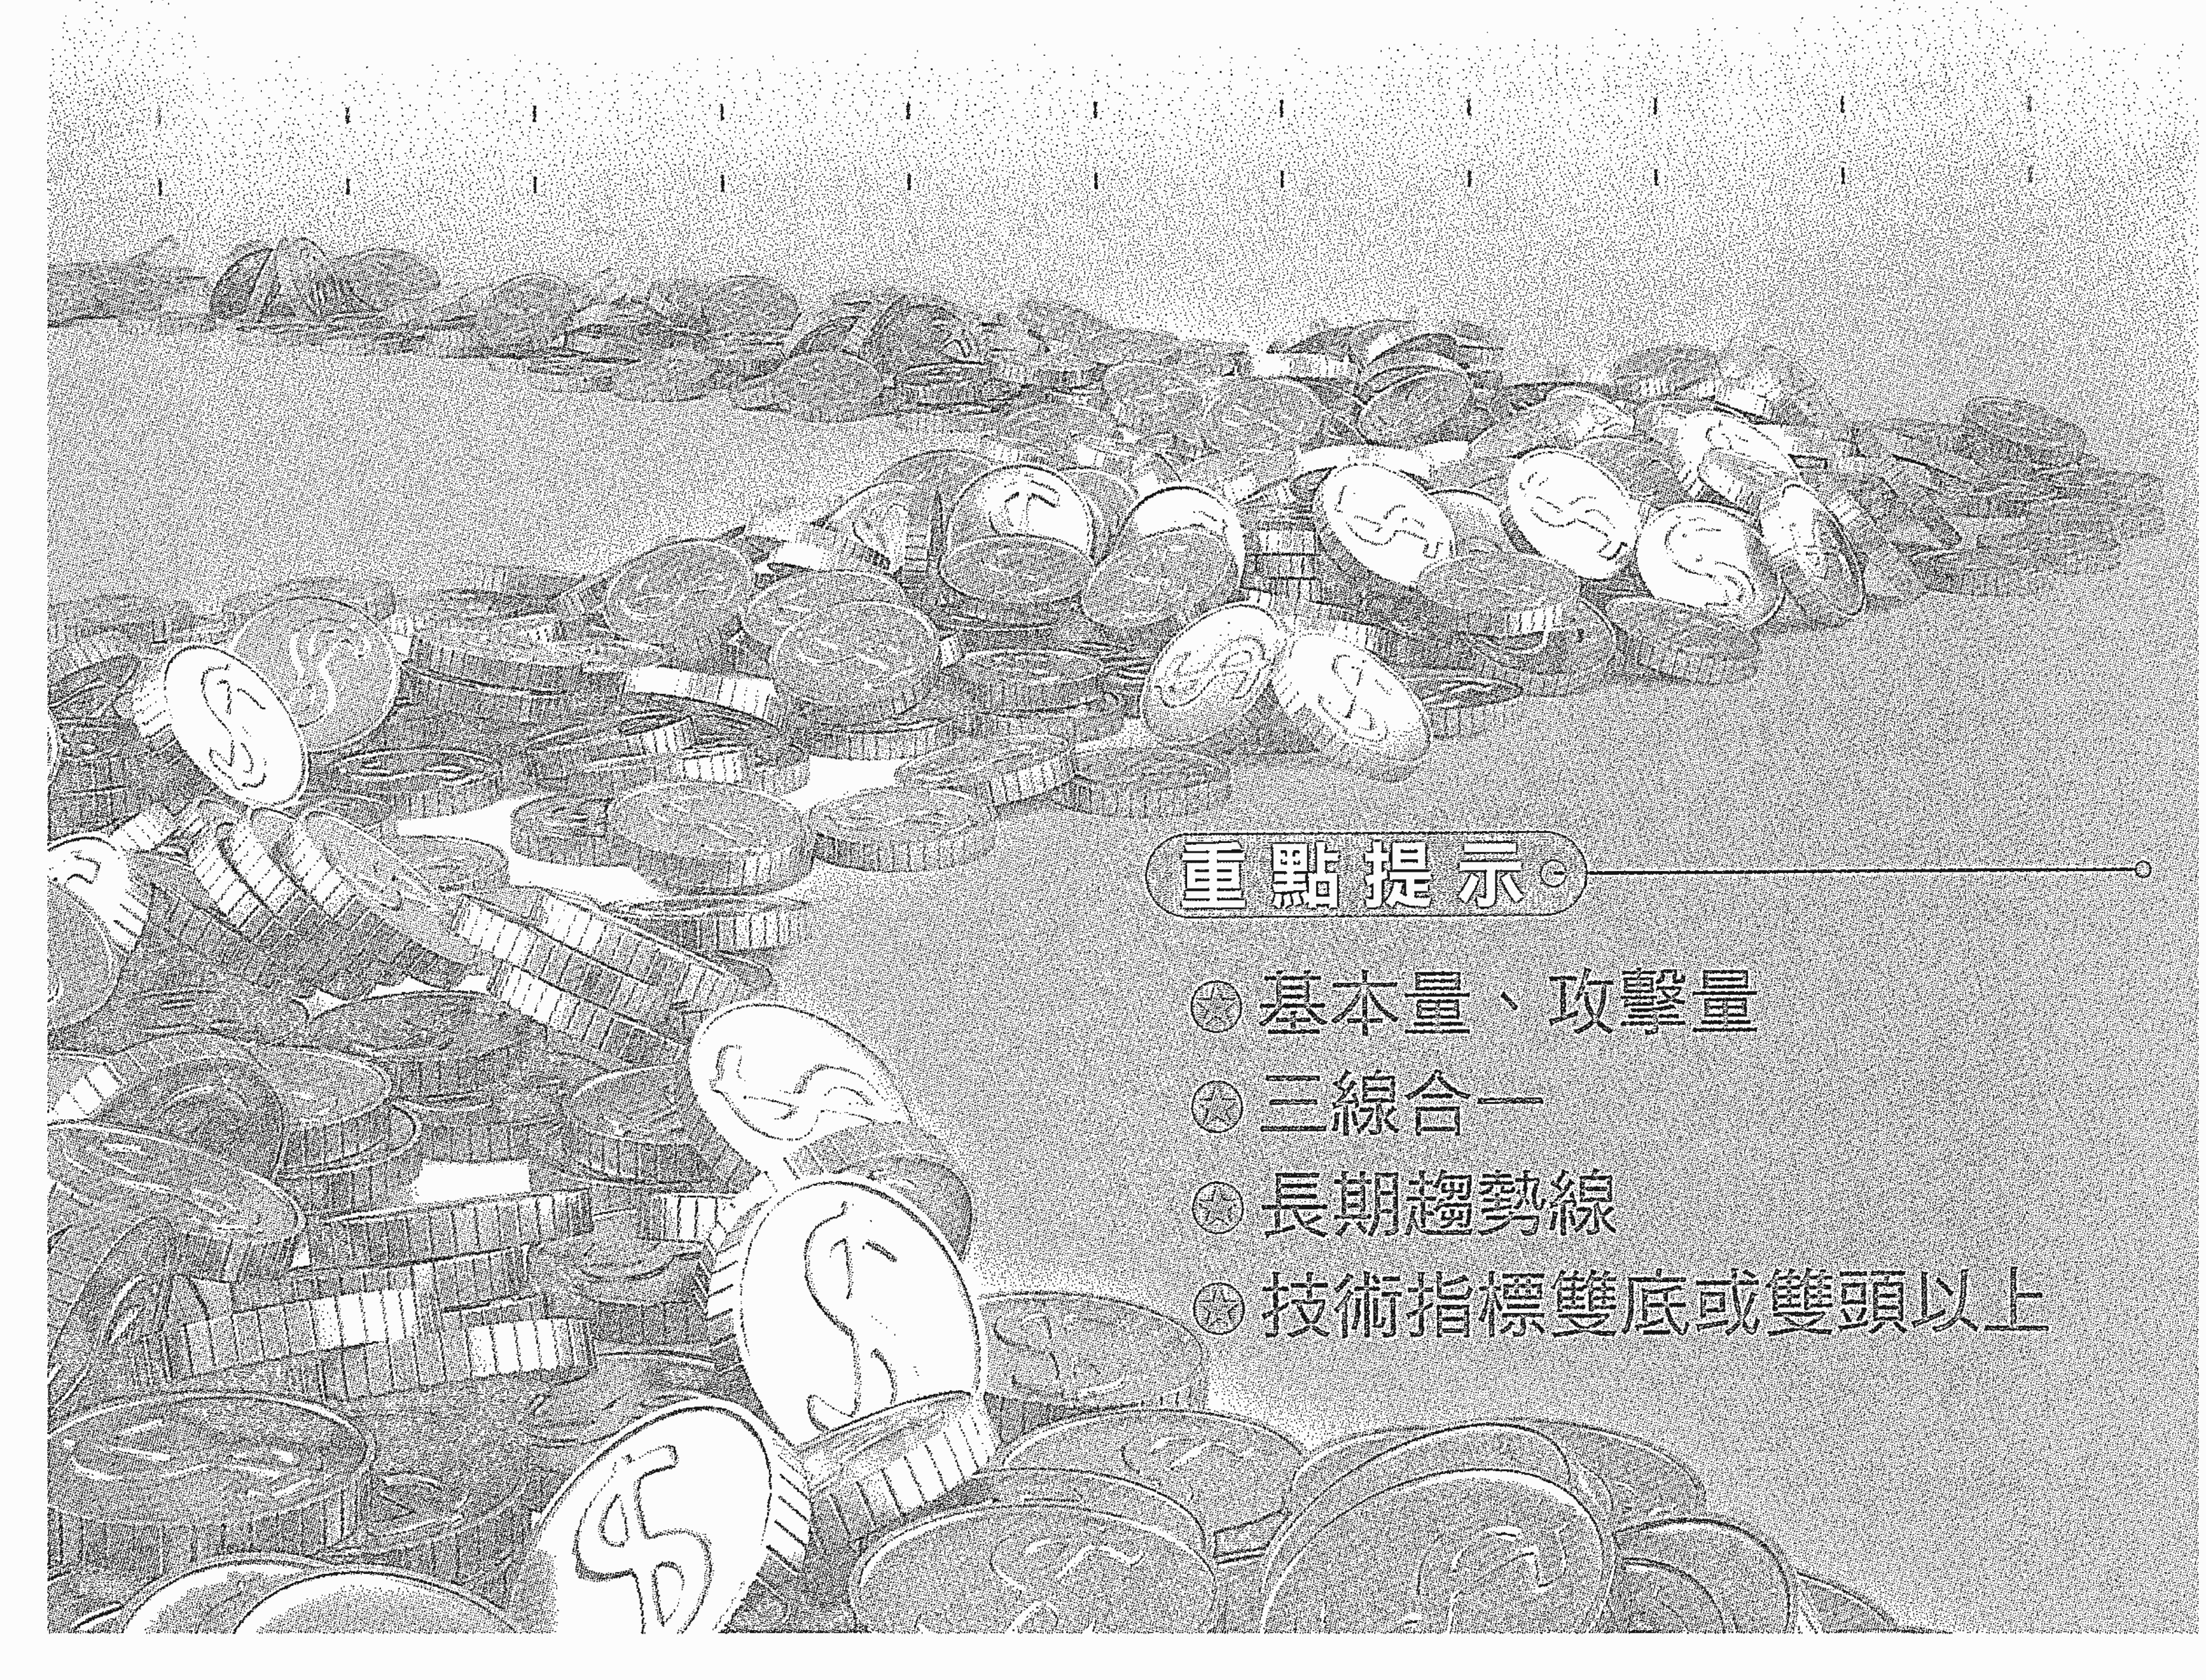 重點提示
基本量、攻擊量
三線合一
長期趨勢線
技術指標雙底或雙頭以上